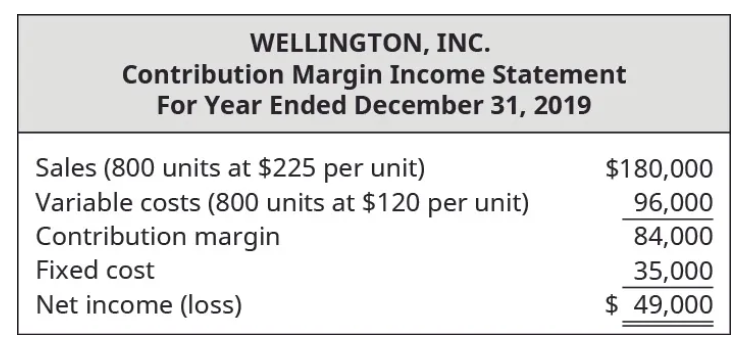 WELLINGTON, INC.
Contribution Margin Income Statement
For Year Ended December 31, 2019
Sales (800 units at $225 per unit) $180,000
Variable costs (800 units at $120 per unit) 96,000
Contribution margin 84,000
Fixed cost 35,000
Net income (loss) $ 49,000